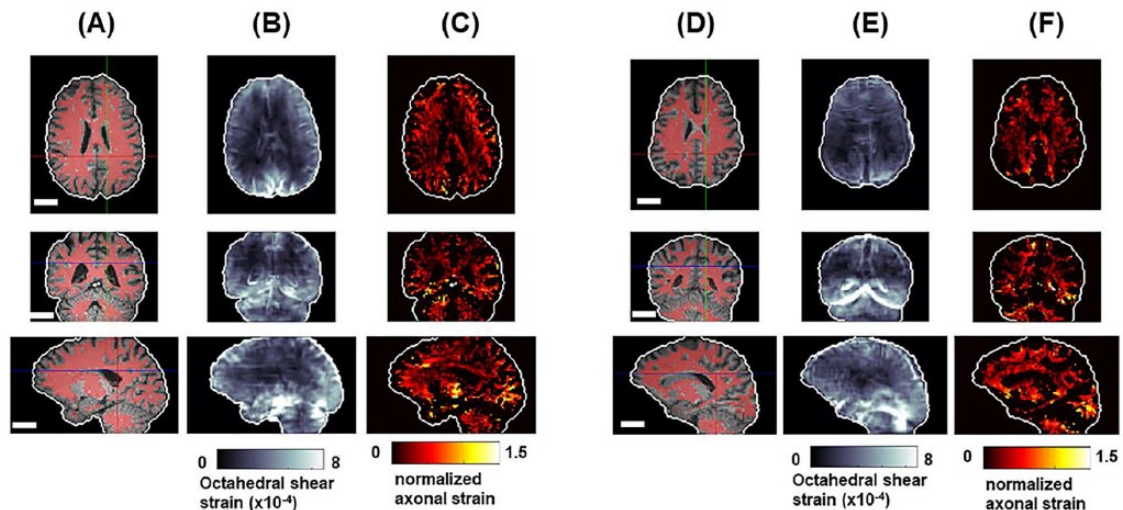 (A) (B) (C) (D) (E) (F)
0 8 0 1.5 0 8 0 1.5
Octahedral shear normalized Octahedral shear normalized
strain (x10⁻⁴) axonal strain strain (x10⁻⁴) axonal strain